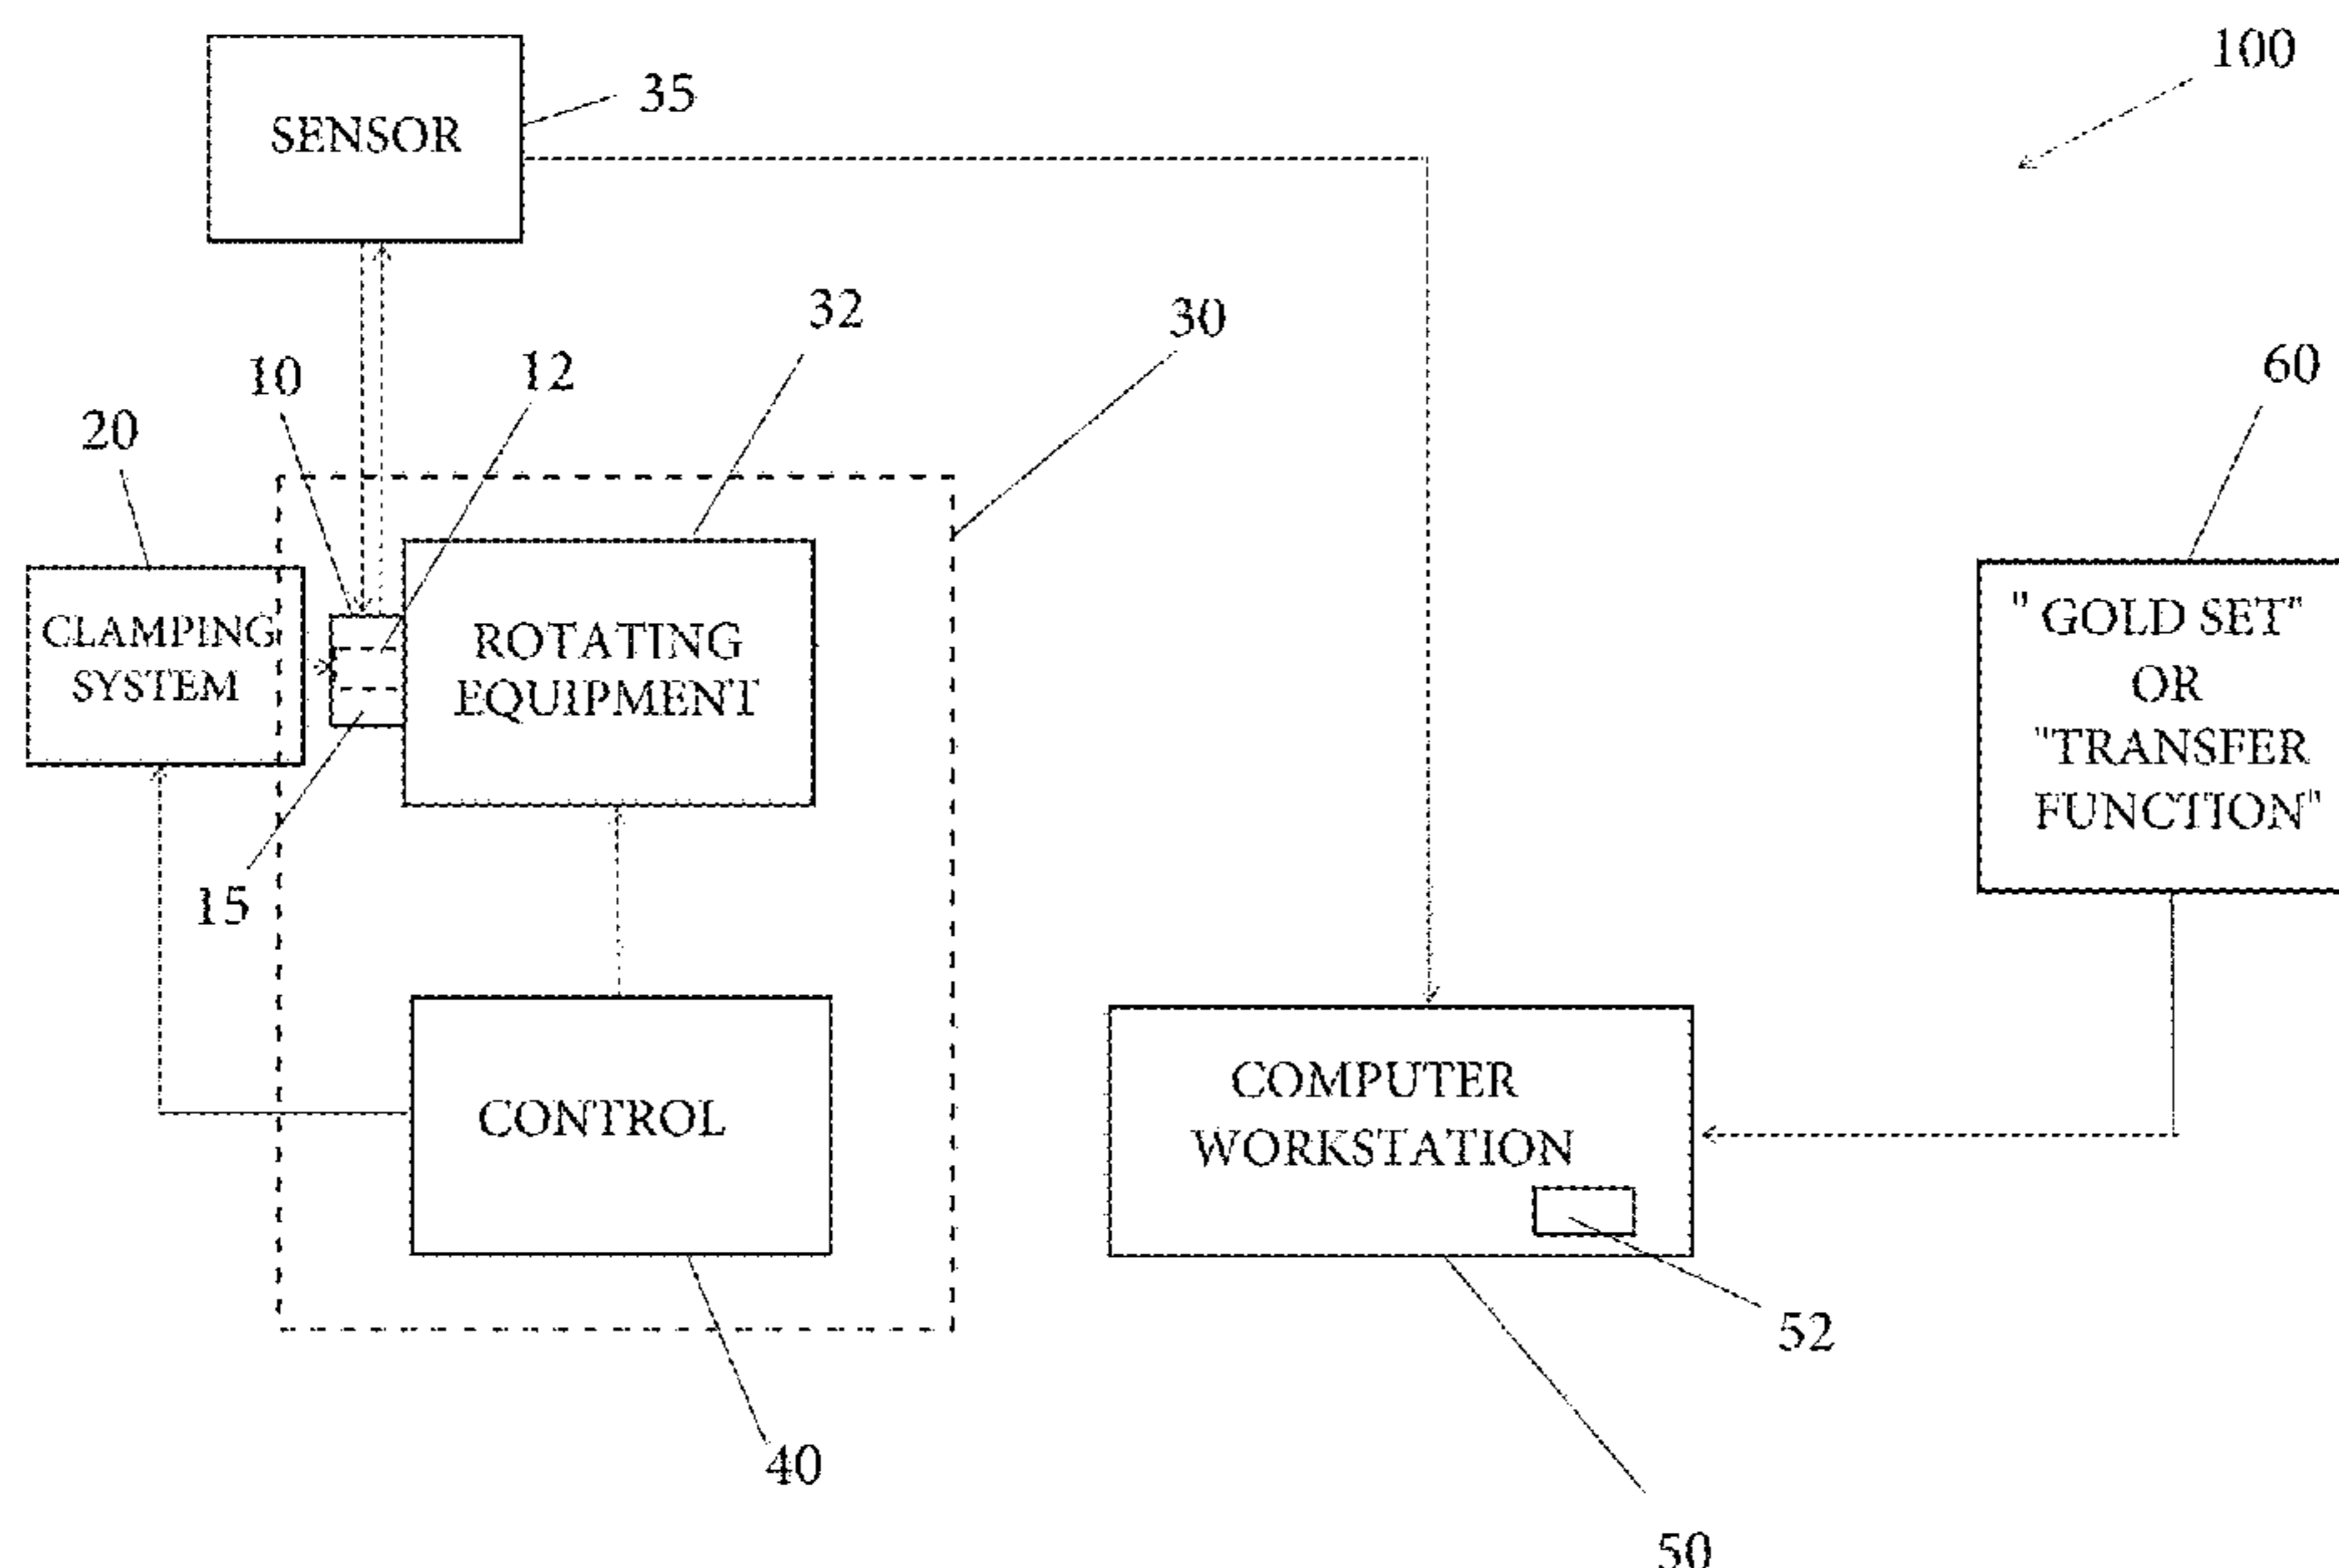 100
35
SENSOR
32
30
10
12
60
20
CLAMPING
SYSTEM
ROTATING
EQUIPMENT
" GOLD SET"
OR
"TRANSFER
FUNCTION"
15
CONTROL
COMPUTER
WORKSTATION
52
40
50